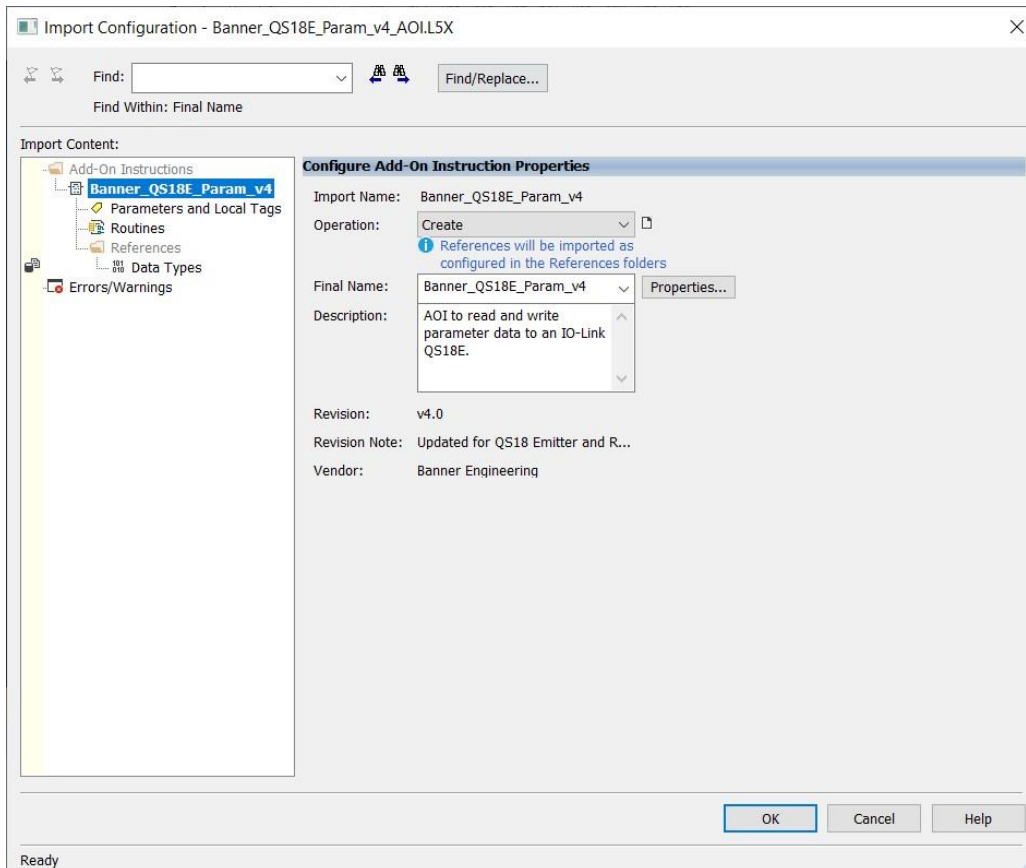 Import Configuration - Banner_QS18E_Param_v4_AOI.L5X
Find:
Find/Replace...
Find Within: Final Name
Import Content:
Add-On Instructions
Banner_QS18E_Param_v4
Parameters and Local Tags
Routines
References
Data Types
Errors/Warnings
Configure Add-On Instruction Properties
Import Name: Banner_QS18E_Param_v4
Operation: Create
References will be imported as
configured in the References folders
Final Name: Banner_QS18E_Param_v4 Properties...
Description: AOI to read and write
parameter data to an IO-Link
QS18E.
Revision: v4.0
Revision Note: Updated for QS18 Emitter and R...
Vendor: Banner Engineering
OK Cancel Help
Ready